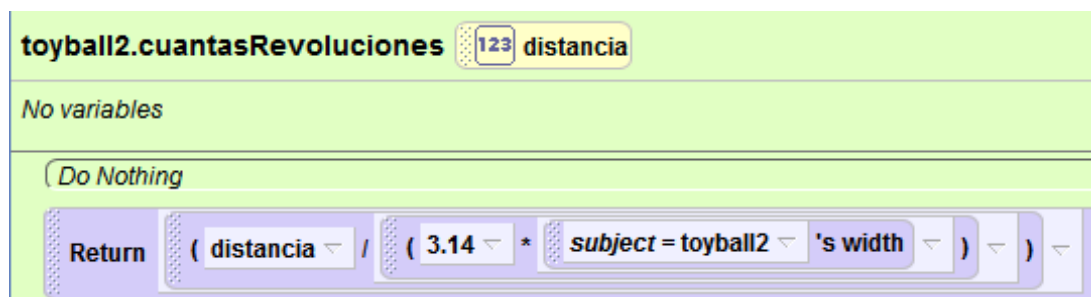 toyball2.cuantasRevoluciones 123 distancia
No variables
Do Nothing
Return ( distancia / ( 3.14 * subject = toyball2 's width ) )